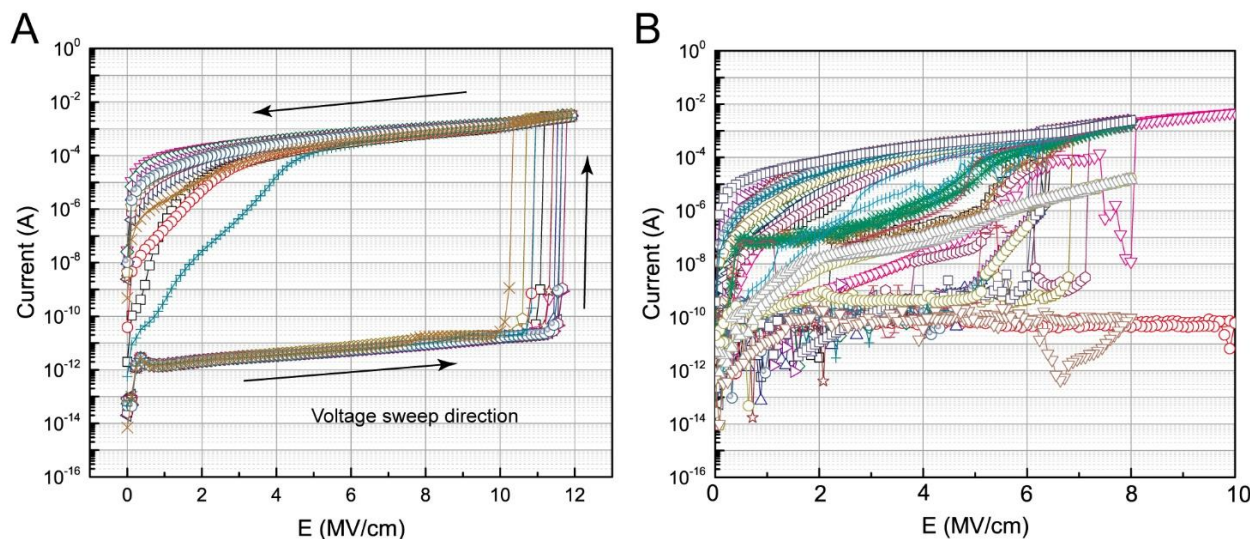 A
B
10^0
10^-2
10^-4
10^-6
10^-8
10^-10
10^-12
10^-14
10^-16
Current (A)
Voltage sweep direction
0 2 4 6 8 10 12
E (MV/cm)
10^0
10^-2
10^-4
10^-6
10^-8
10^-10
10^-12
10^-14
10^-16
Current (A)
0 2 4 6 8 10
E (MV/cm)